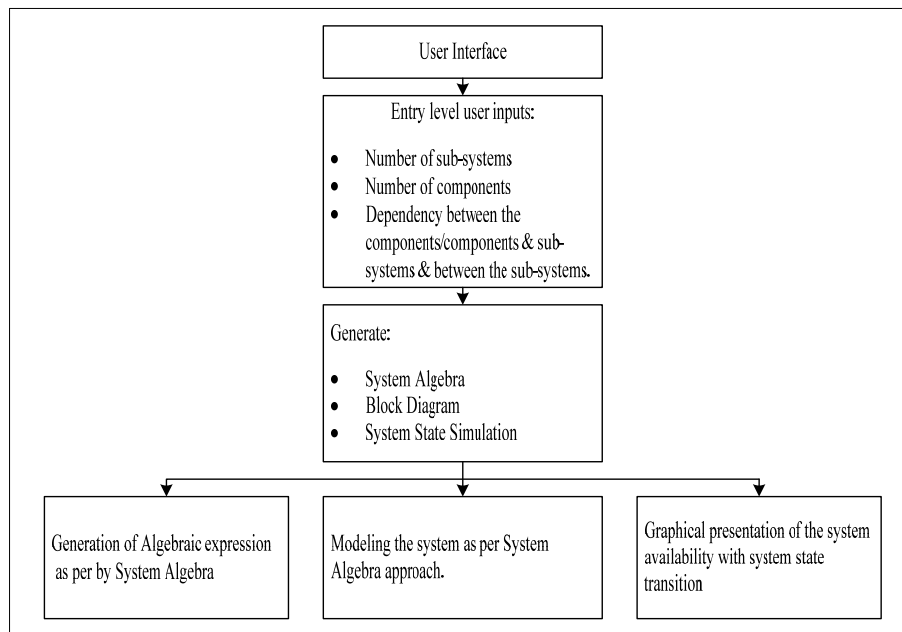 User Interface
Entry level user inputs:
• Number of sub-systems
• Number of components
• Dependency between the
components/components & sub-
systems & between the sub-systems.
Generate:
• System Algebra
• Block Diagram
• System State Simulation
Generation of Algebraic expression
as per by System Algebra
Modeling the system as per System
Algebra approach.
Graphical presentation of the system
availability with system state
transition